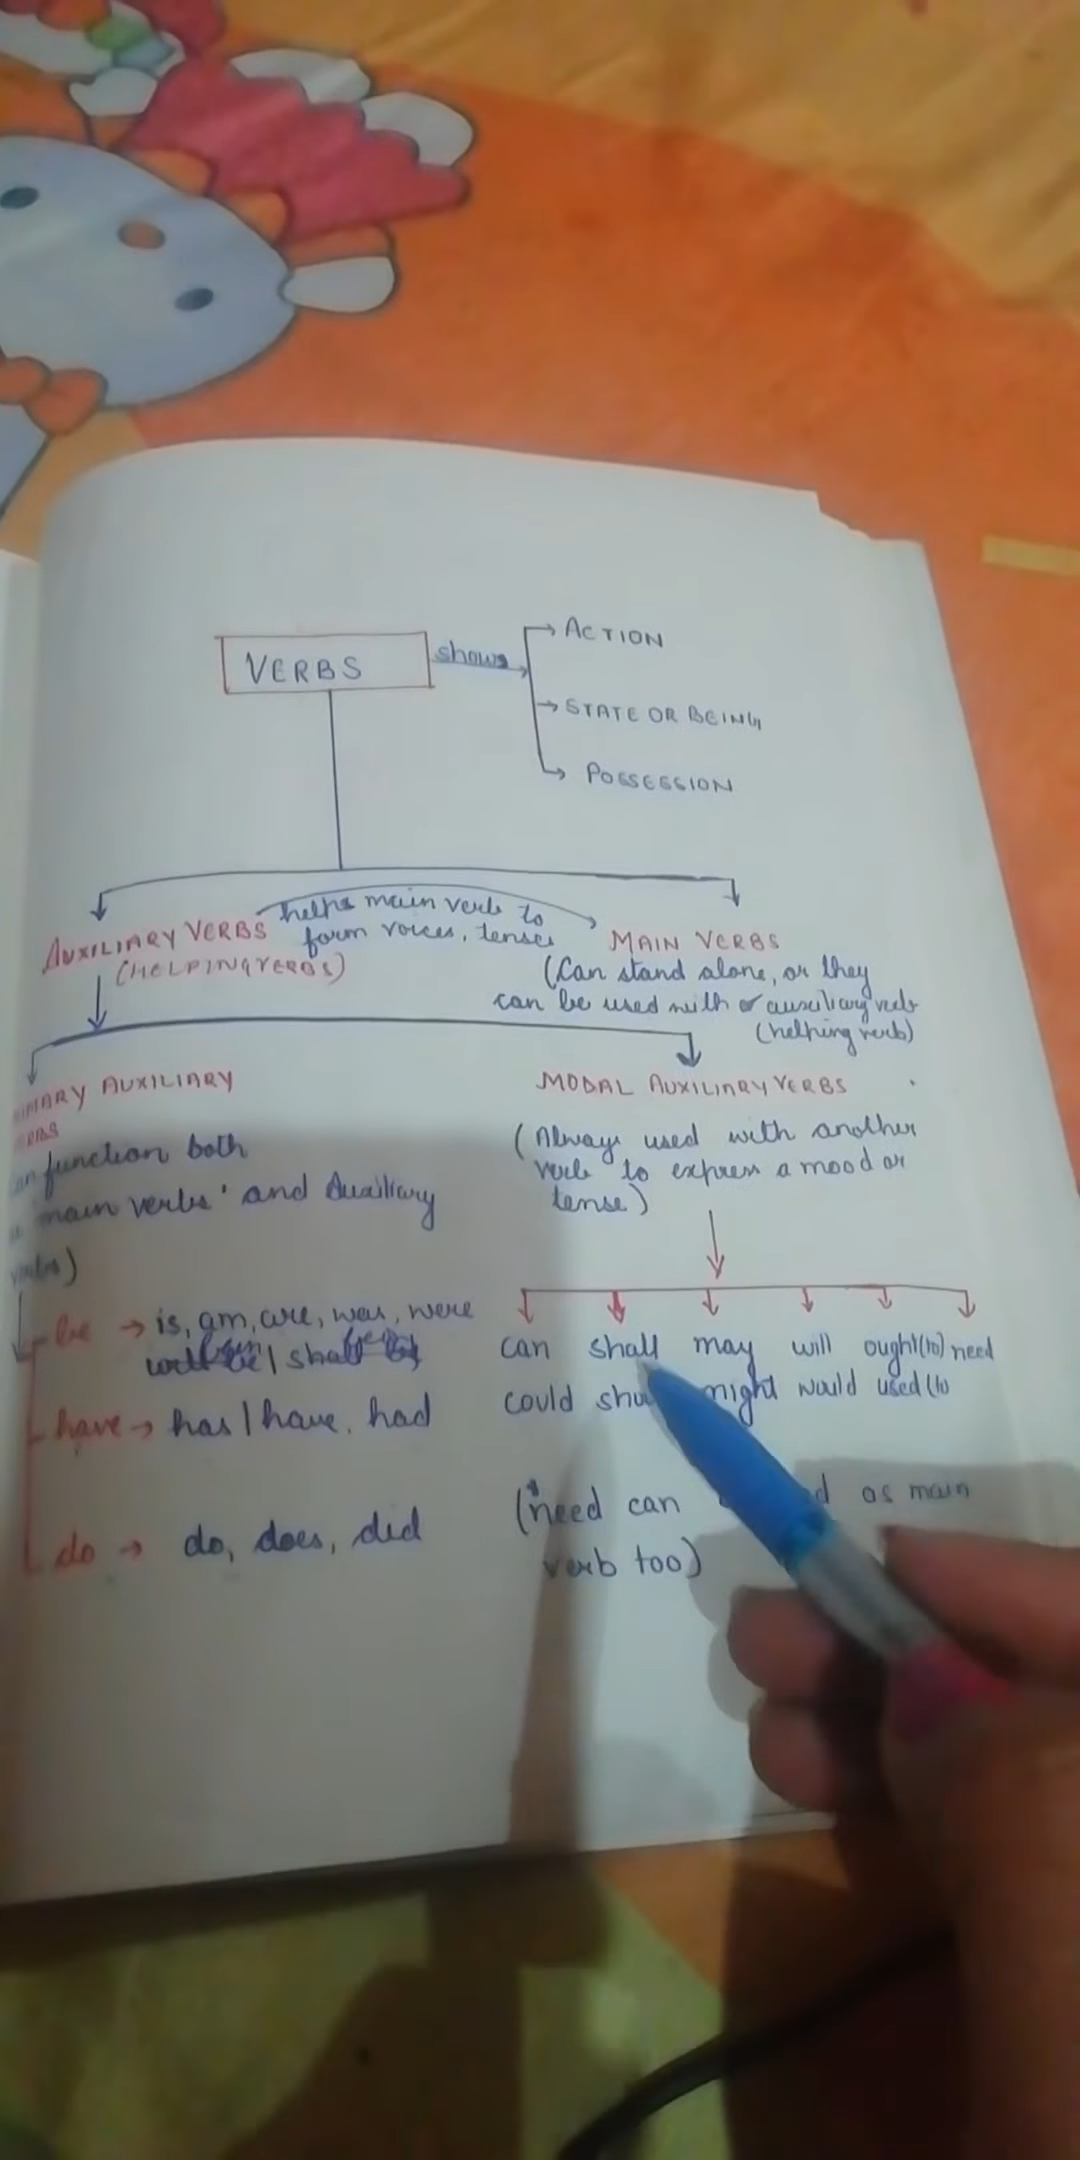 VERBS
shows
ACTION
STATE OR BEING
POSSESSION
helps main verb to
form voices, tenses
AUXILIARY VERBS
(HELPING VERBS)
MAIN VERBS
(Can stand alone, or they
can be used with or auxiliary verb
(helping verb)
IMARY AUXILIARY
ERBS
function both
main verbs' and Auxiliary
MODAL AUXILIARY VERBS
(Always used with another
verb to express a mood or
tense)
be → is, am, are, was, were
/ shall
have → has / have, had
do → do, does, did
can shall may will ought(to) need
could might would used (to
(need can as main
verb too)